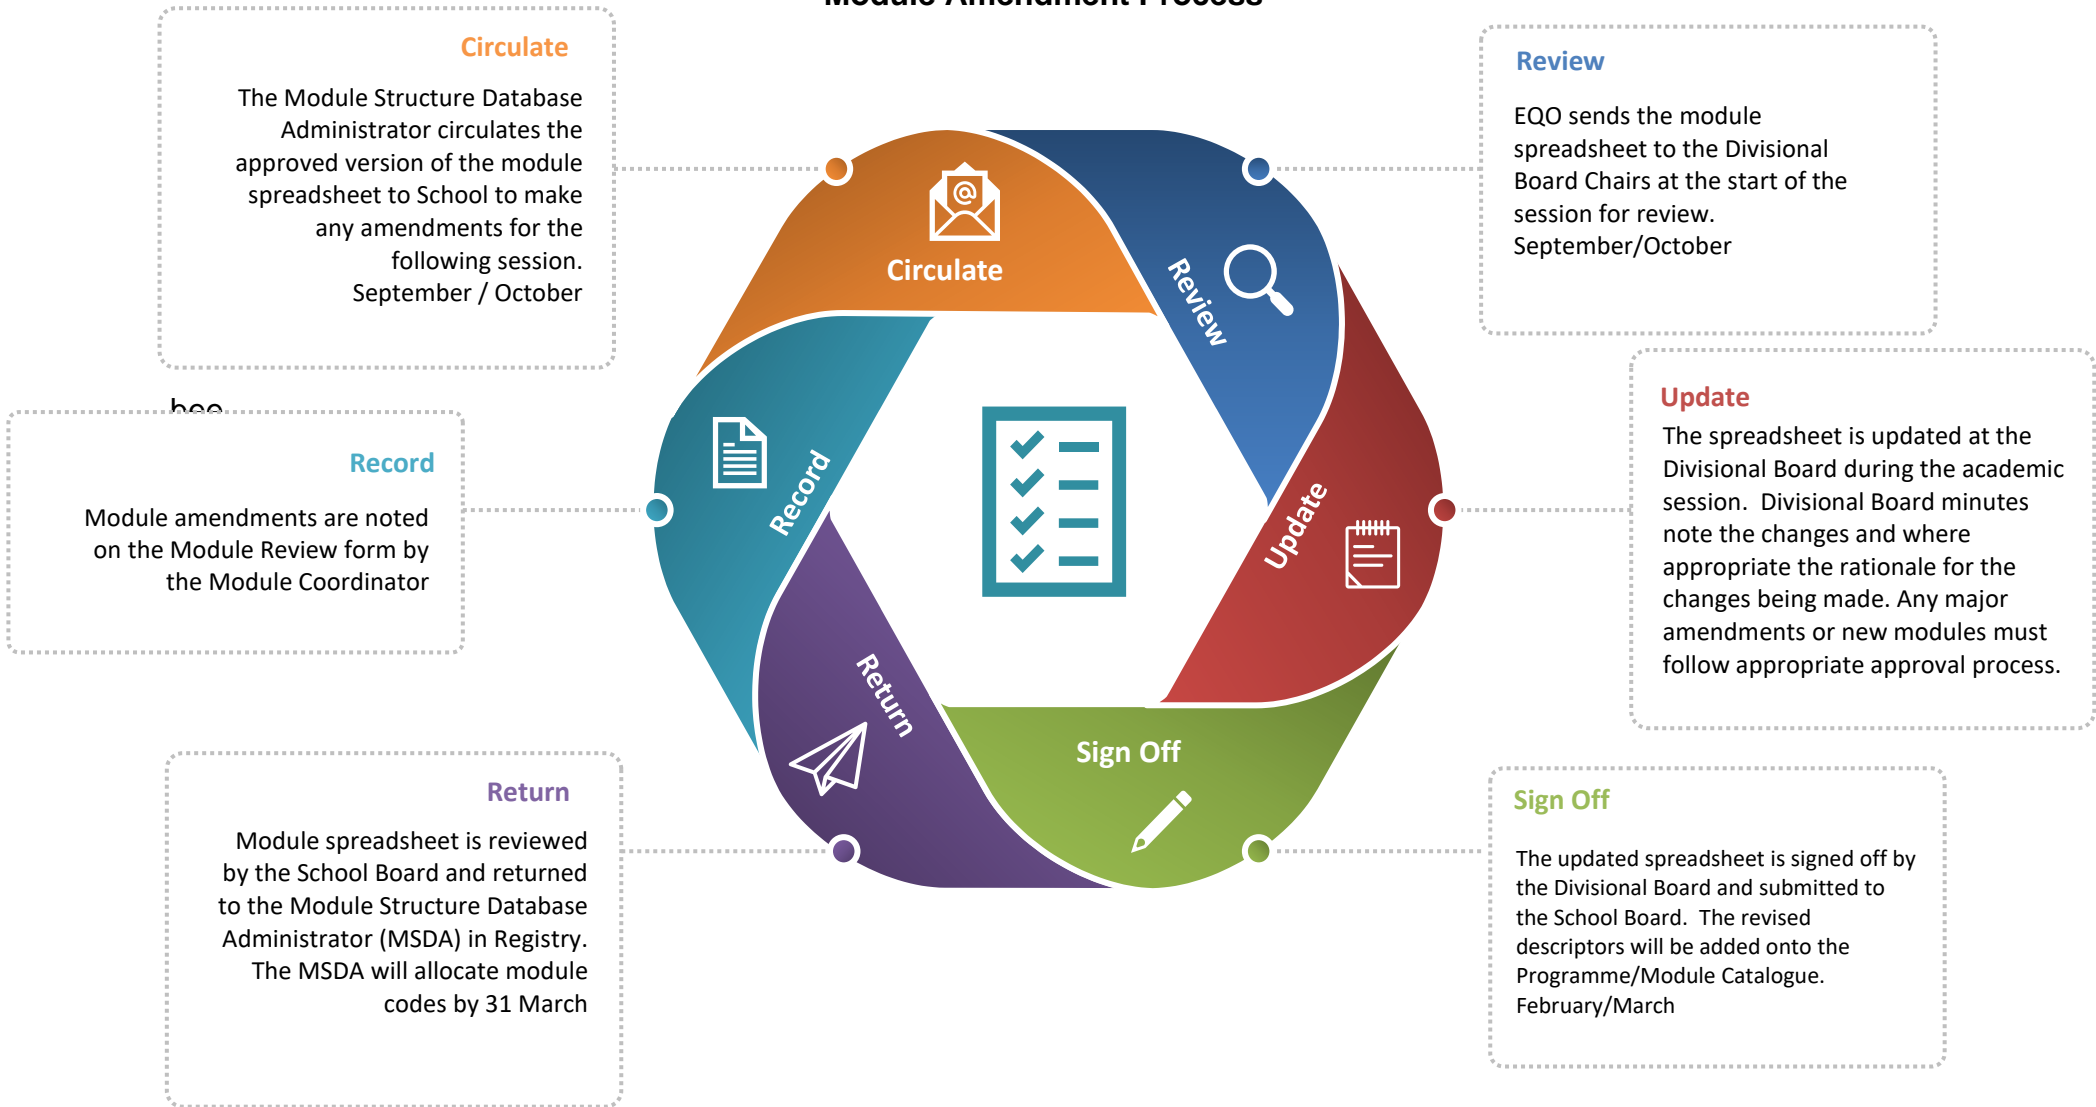 Module Amendment Process
Circulate
The Module Structure Database
Administrator circulates the
approved version of the module
spreadsheet to School to make
any amendments for the
following session.
September / October
Review
EQO sends the module
spreadsheet to the Divisional
Board Chairs at the start of the
session for review.
September/October
Update
The spreadsheet is updated at the
Divisional Board during the academic
session.  Divisional Board minutes
note the changes and where
appropriate the rationale for the
changes being made. Any major
amendments or new modules must
follow appropriate approval process.
Sign Off
The updated spreadsheet is signed off by
the Divisional Board and submitted to
the School Board.  The revised
descriptors will be added onto the
Programme/Module Catalogue.
February/March
Return
Module spreadsheet is reviewed
by the School Board and returned
to the Module Structure Database
Administrator (MSDA) in Registry.
The MSDA will allocate module
codes by 31 March
Record
Module amendments are noted
on the Module Review form by
the Module Coordinator
Circulate
@
Review
Update
Sign Off
Return
Record